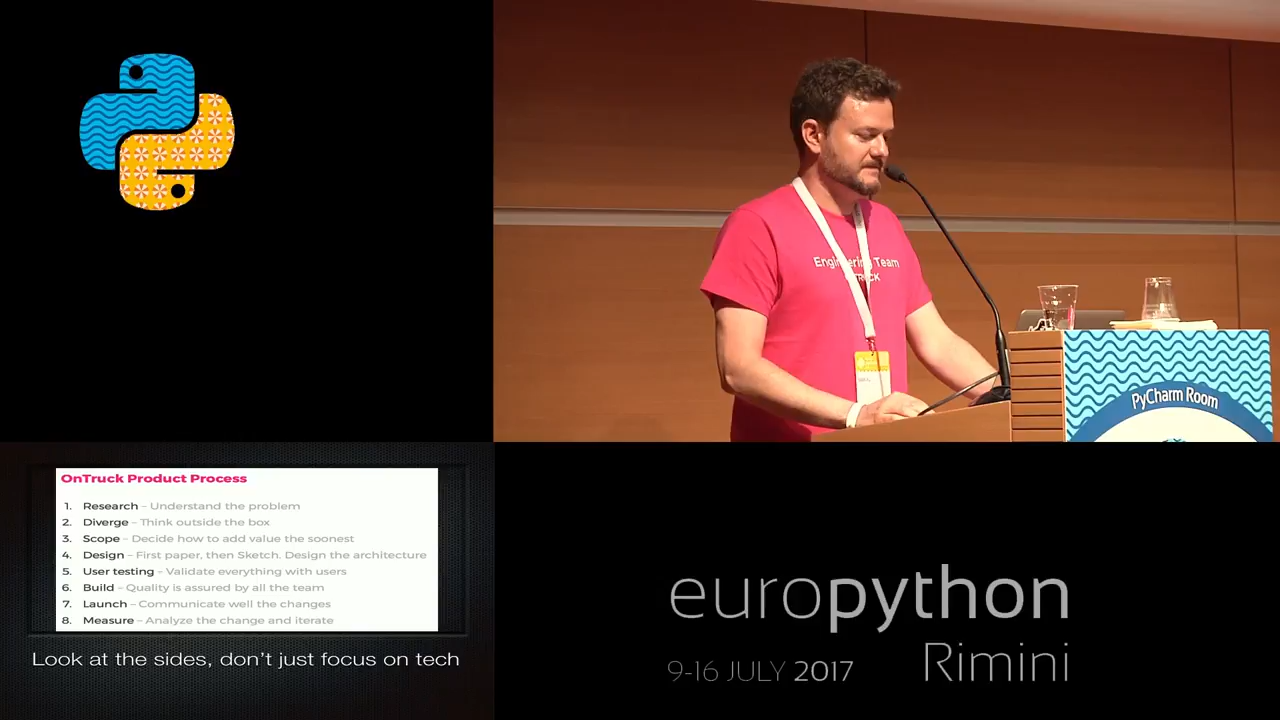 Engineering Team
PyCharm Room
OnTruck Product Process
1. Research – Understand the problem
2. Diverge – Think outside the box
3. Scope – Decide how to add value the soonest
4. Design – First paper, then Sketch. Design the architecture
5. User testing – Validate everything with users
6. Build – Quality is assured by all the team
7. Launch – Communicate well the changes
8. Measure – Analyze the change and iterate
Look at the sides, don't just focus on tech
europython
Rimini
9-16 JULY 2017